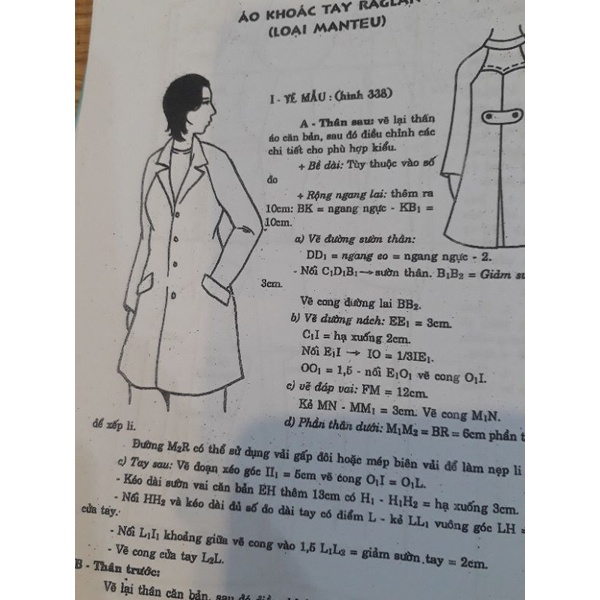 ÁO KHOÁC TAY RAGLAN
(LOẠI MANTEU)
I - VẼ MẪU : (hình 338)
A - Thân sau: vẽ lại thân
áo căn bản, sau đó điều chỉnh các
chi tiết cho phù hợp kiểu.
+ Bề dài: Tùy thuộc vào số
đo
+ Rộng ngang lai: thêm ra
10cm: BK = ngang ngực - KB₁ =
10cm.
a) Vẽ đường sườn thân:
DD₁ = ngang eo = ngang ngực - 2.
- Nối C₁D₁B₁→sườn thân. B₁B₂ = Giảm
3cm.
Vẽ cong đường lai BB₂.
b) Vẽ đường nách: EE₁ = 3cm.
C₁I = hạ xuống 2cm.
Nối E₁I → IO = 1/3IE₁.
OO₁ = 1,5 - nối E₁O₁ vẽ cong O₁I.
c) vẽ đáp vai: FM = 12cm.
Kẻ MN - MM₁ = 3cm. Vẽ cong M₁N.
d) Phần thân dưới: M₁M₂ = BR = 6cm phần
để xếp li.
Đường M₂R có thể sử dụng vải gấp đôi hoặc mép biên vải để làm nẹp li
c) Tay sau: Vẽ đoạn xéo góc II₁ = 5cm vẽ cong O₁I = O₁L.
- Kéo dài sườn vai căn bản EH thêm 13cm có H₁ - H₁H₂ = hạ xuống 3cm.
- Nối HH₂ và kéo dài đủ số đo dài tay có điểm L - kẻ LL₁ vuông góc LH =
cửa tay.
- Nối L₁I₁ khoảng giữa vẽ cong vào 1,5 L₁L₂ = giảm sườn tay = 2cm.
- Vẽ cong cửa tay L₂L.
B - Thân trước:
Vẽ lại thân căn bản, sau đó